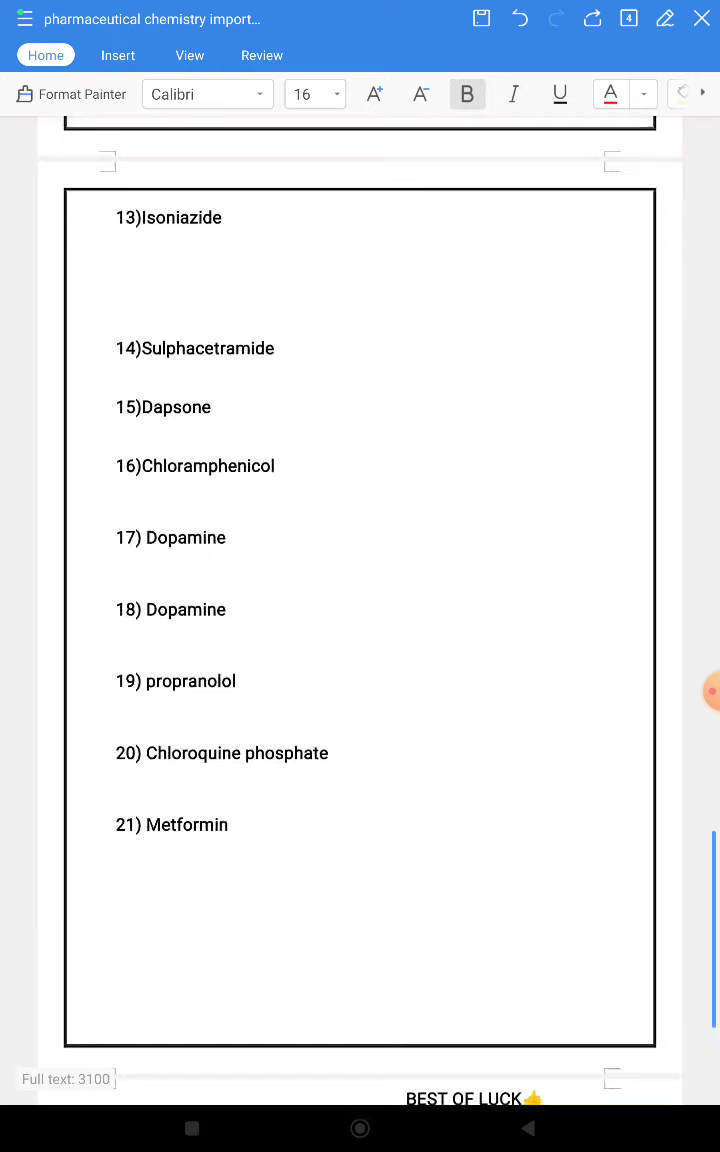 pharmaceutical chemistry import...
4
Home Insert View Review
Format Painter Calibri 16 A+ A- B I U A
13)Isoniazide
14)Sulphacetramide
15)Dapsone
16)Chloramphenicol
17) Dopamine
18) Dopamine
19) propranolol
20) Chloroquine phosphate
21) Metformin
Full text: 3100
BEST OF LUCK👍